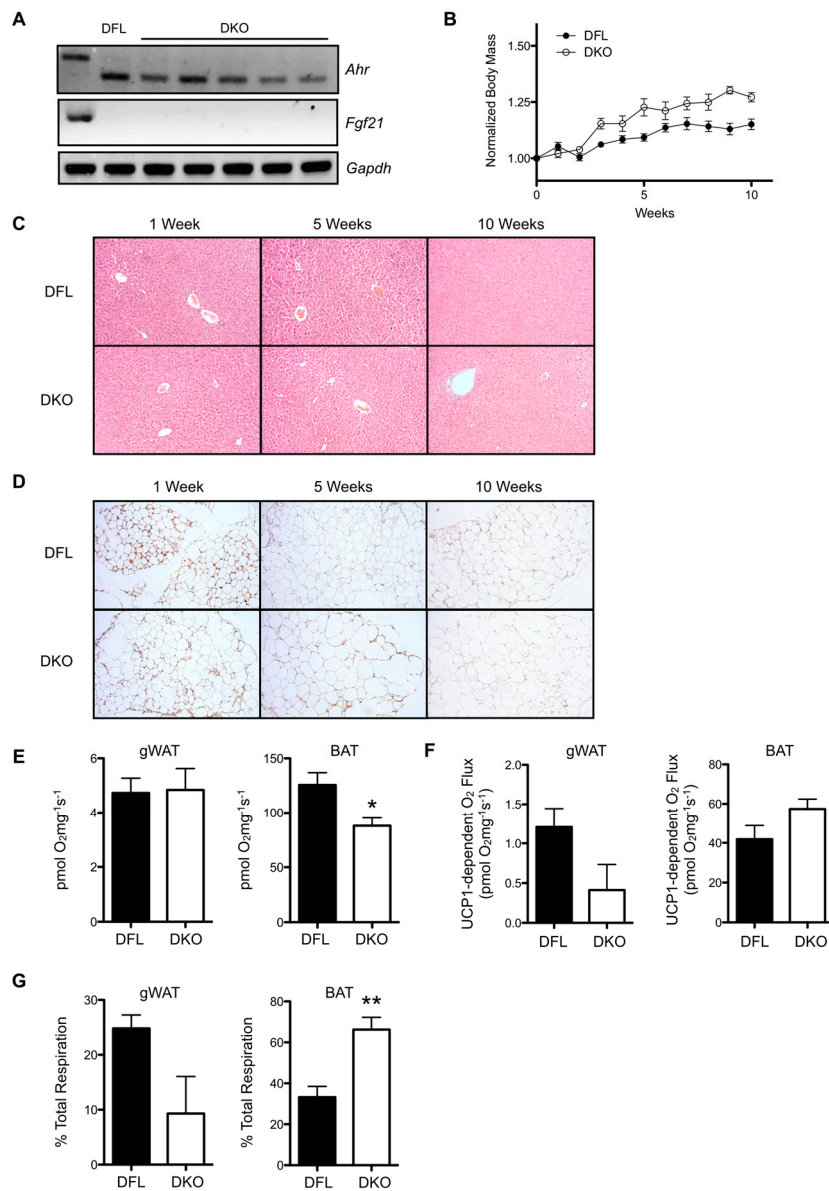 A
DFL DKO
Ahr
Fgf21
Gapdh
B
DFL
DKO
Normalized Body Mass
1.50
1.25
1.00
0 5 10
Weeks
C
1 Week 5 Weeks 10 Weeks
DFL
DKO
D
1 Week 5 Weeks 10 Weeks
DFL
DKO
E
gWAT
pmol O₂mg⁻¹s⁻¹
6
4
2
0
DFL DKO
BAT
pmol O₂mg⁻¹s⁻¹
150
100
50
0
*
DFL DKO
F
gWAT
UCP1-dependent O₂ Flux
(pmol O₂mg⁻¹s⁻¹)
2.0
1.5
1.0
0.5
0.0
DFL DKO
BAT
UCP1-dependent O₂ Flux
(pmol O₂mg⁻¹s⁻¹)
80
60
40
20
0
DFL DKO
G
gWAT
% Total Respiration
30
20
10
0
DFL DKO
BAT
% Total Respiration
80
60
40
20
0
**
DFL DKO